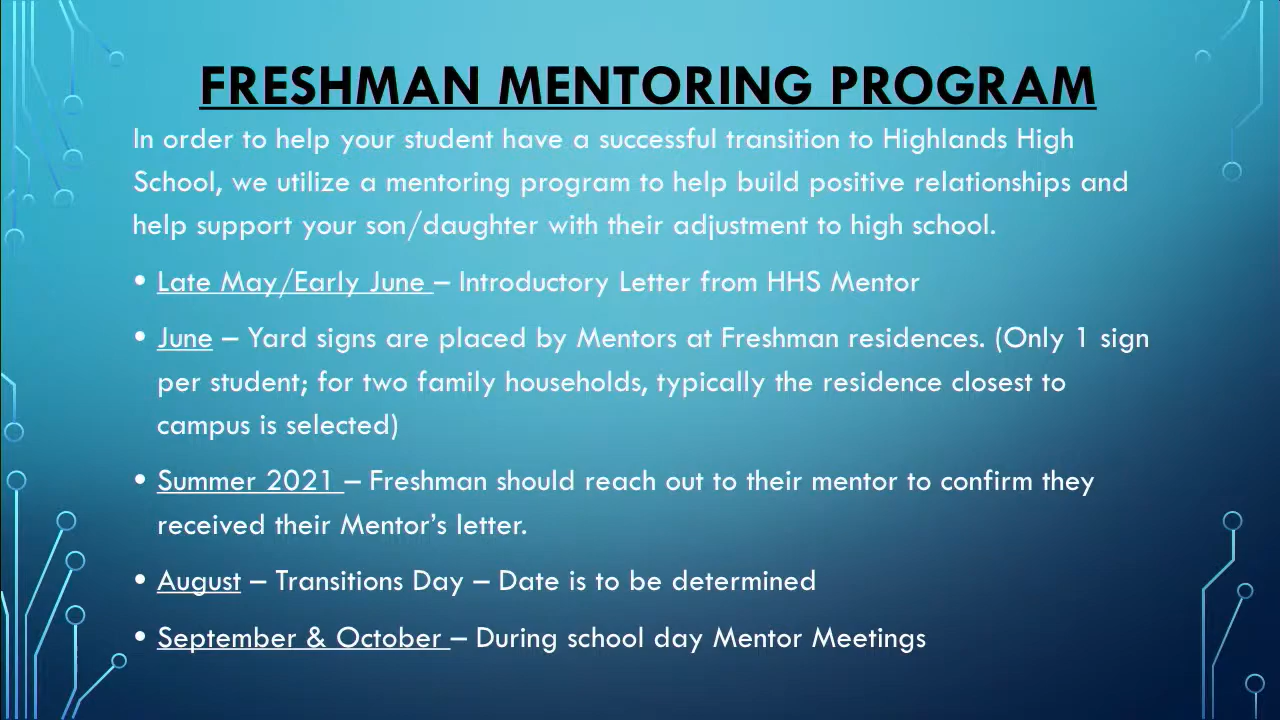 FRESHMAN MENTORING PROGRAM
In order to help your student have a successful transition to Highlands High
School, we utilize a mentoring program to help build positive relationships and
help support your son/daughter with their adjustment to high school.
• Late May/Early June – Introductory Letter from HHS Mentor
• June – Yard signs are placed by Mentors at Freshman residences. (Only 1 sign
per student; for two family households, typically the residence closest to
campus is selected)
• Summer 2021 – Freshman should reach out to their mentor to confirm they
received their Mentor’s letter.
• August – Transitions Day – Date is to be determined
• September & October – During school day Mentor Meetings